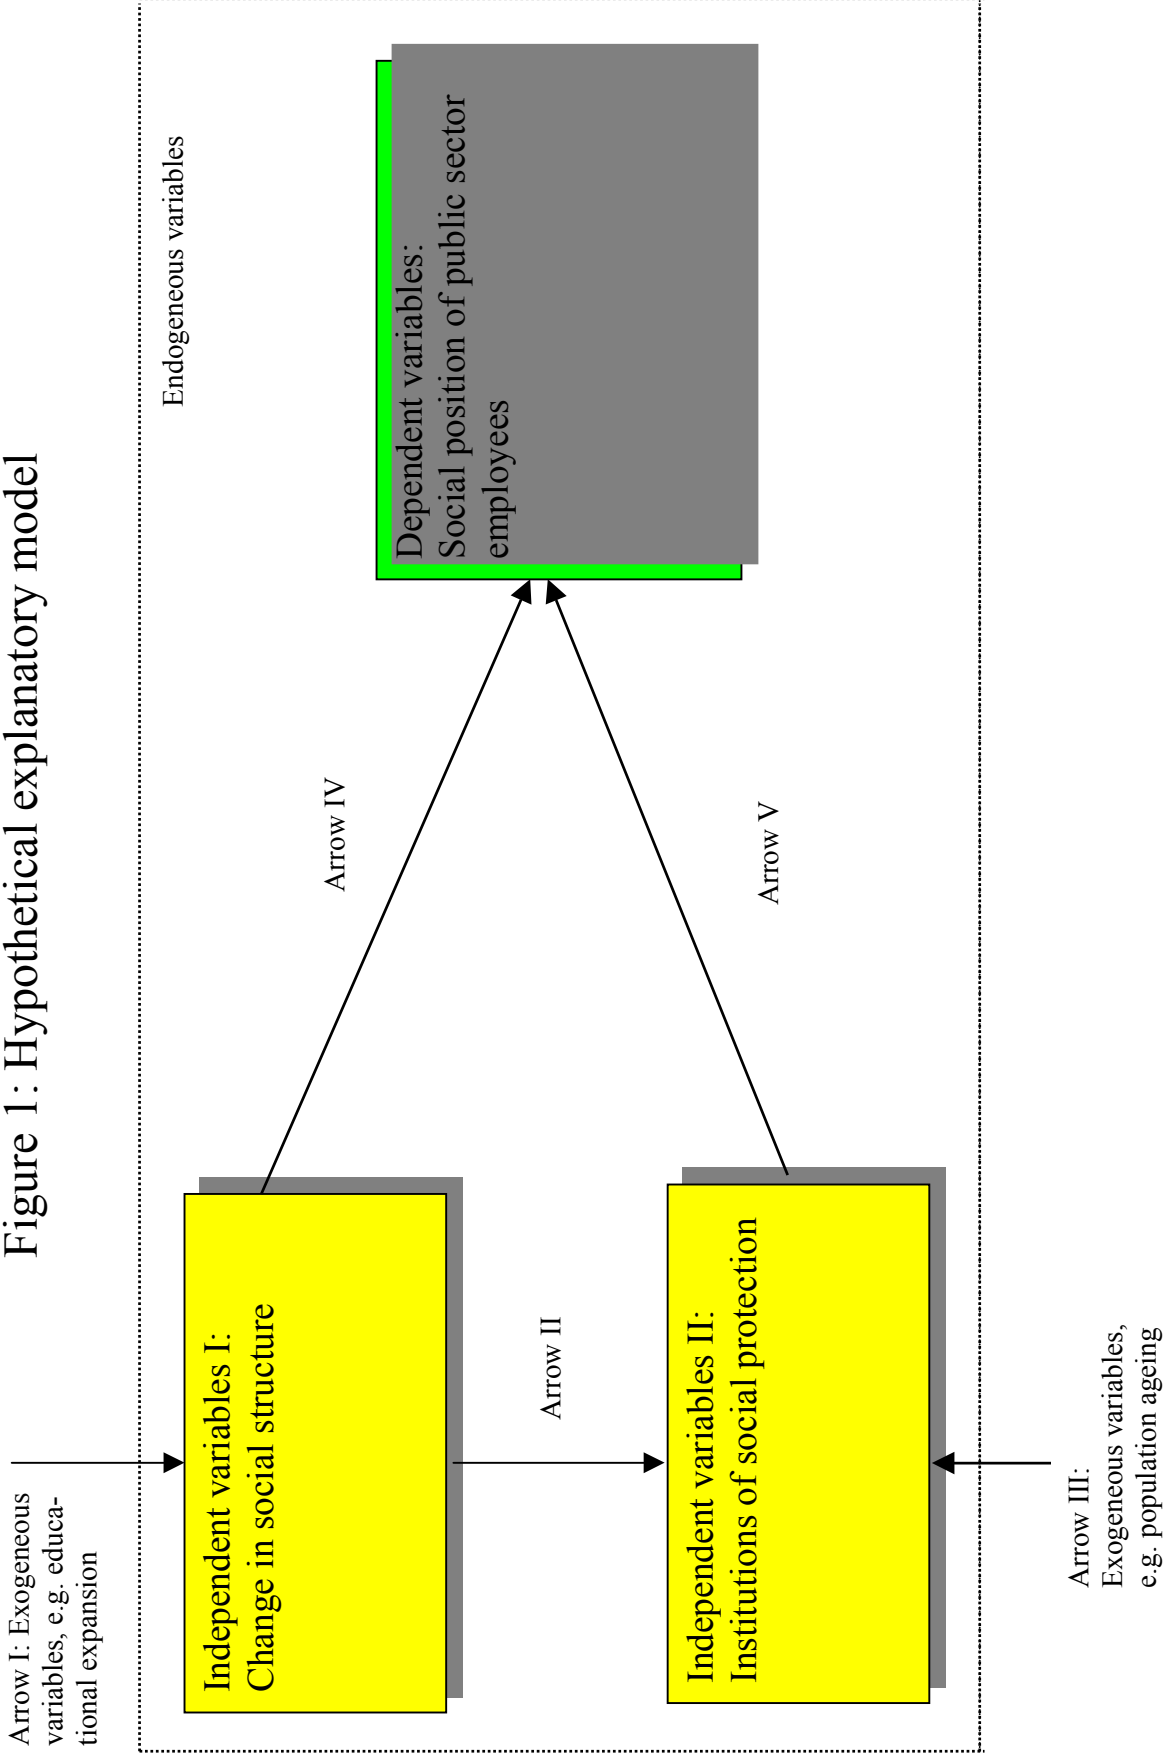 Figure 1: Hypothetical explanatory model
Arrow I: Exogeneous
variables, e.g. educa-
tional expansion
Endogeneous variables
Independent variables I:
Change in social structure
Arrow IV
Dependent variables:
Social position of public sector
employees
Arrow II
Arrow V
Independent variables II:
Institutions of social protection
Arrow III:
Exogeneous variables,
e.g. population ageing